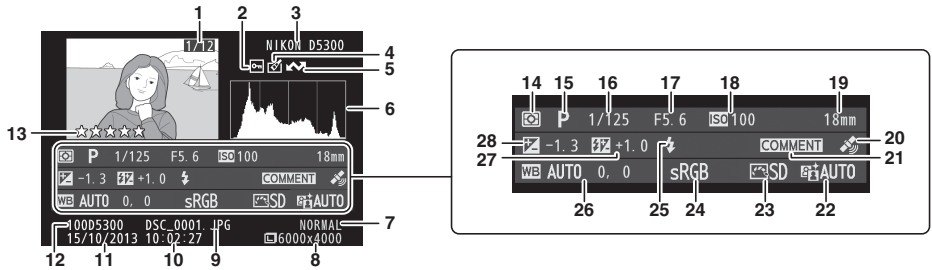 1 2 3
1/12 NIKON D5300
4
5
6
13
P 1/125 F5.6 ISO 100 18mm
-1.3 +1.0 COMMENT
WB AUTO 0, 0 sRGB SD AUTO
100D5300 DSC_0001.JPG NORMAL
15/10/2013 10:02:27 6000x4000
7
12 11 10 9 8
14 15 16 17 18 19
P 1/125 F5.6 ISO 100 18mm
28 -1.3 +1.0 COMMENT 20
27 21
WB AUTO 0, 0 sRGB SD AUTO
26 25 24 23 22